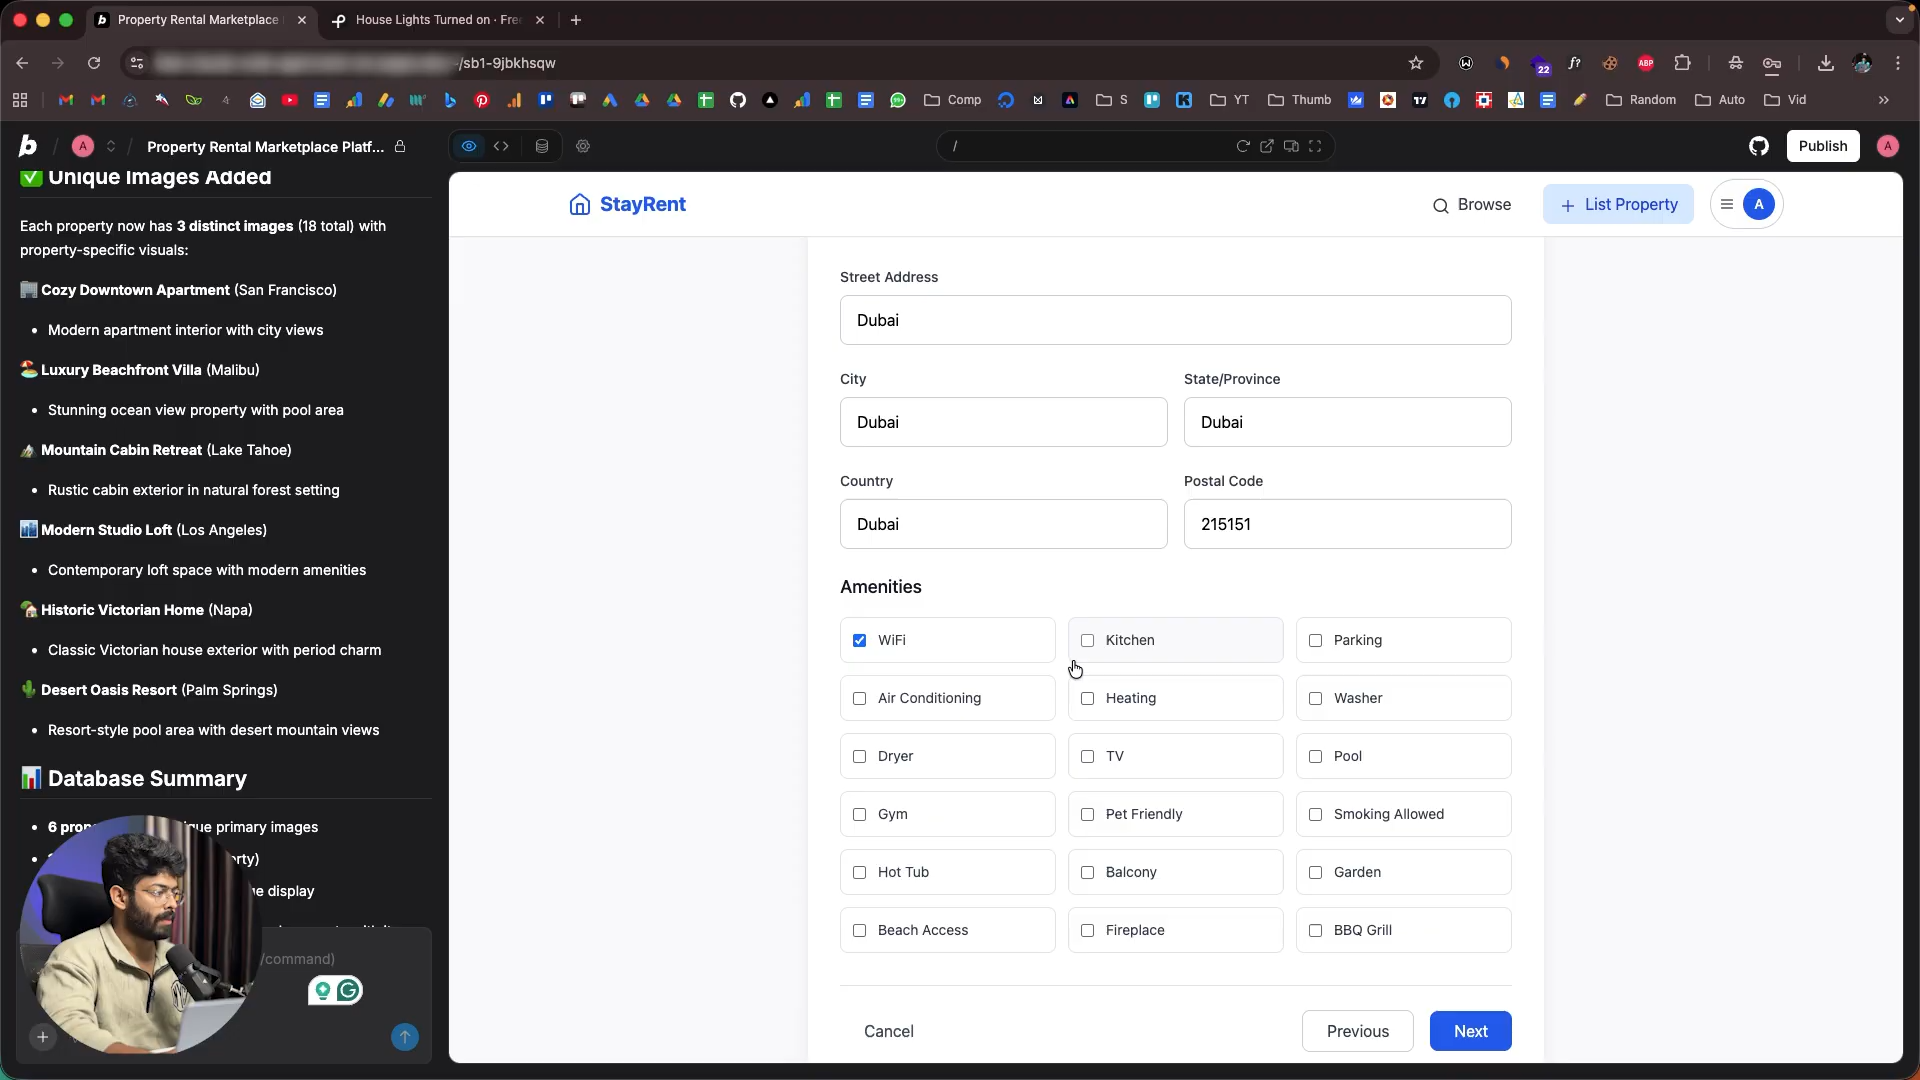 Property Rental Marketplace
House Lights Turned on · Fre
/sb1-9jbkhsqw
22
ABP
Comp
S
YT
Thumb
Random
Auto
Vid
A
Property Rental Marketplace Platf...
/
Publish
A
✅ Unique Images Added
Each property now has 3 distinct images (18 total) with
property-specific visuals:
🏢 Cozy Downtown Apartment (San Francisco)
• Modern apartment interior with city views
🏖️ Luxury Beachfront Villa (Malibu)
• Stunning ocean view property with pool area
🏔️ Mountain Cabin Retreat (Lake Tahoe)
• Rustic cabin exterior in natural forest setting
🏙️ Modern Studio Loft (Los Angeles)
• Contemporary loft space with modern amenities
🏡 Historic Victorian Home (Napa)
• Classic Victorian house exterior with period charm
🌵 Desert Oasis Resort (Palm Springs)
• Resort-style pool area with desert mountain views
📊 Database Summary
• 6 prop
que primary images
rty)
e display
/command)
StayRent
Browse
+ List Property
A
Street Address
Dubai
City
State/Province
Dubai
Dubai
Country
Postal Code
Dubai
215151
Amenities
WiFi
Kitchen
Parking
Air Conditioning
Heating
Washer
Dryer
TV
Pool
Gym
Pet Friendly
Smoking Allowed
Hot Tub
Balcony
Garden
Beach Access
Fireplace
BBQ Grill
Cancel
Previous
Next